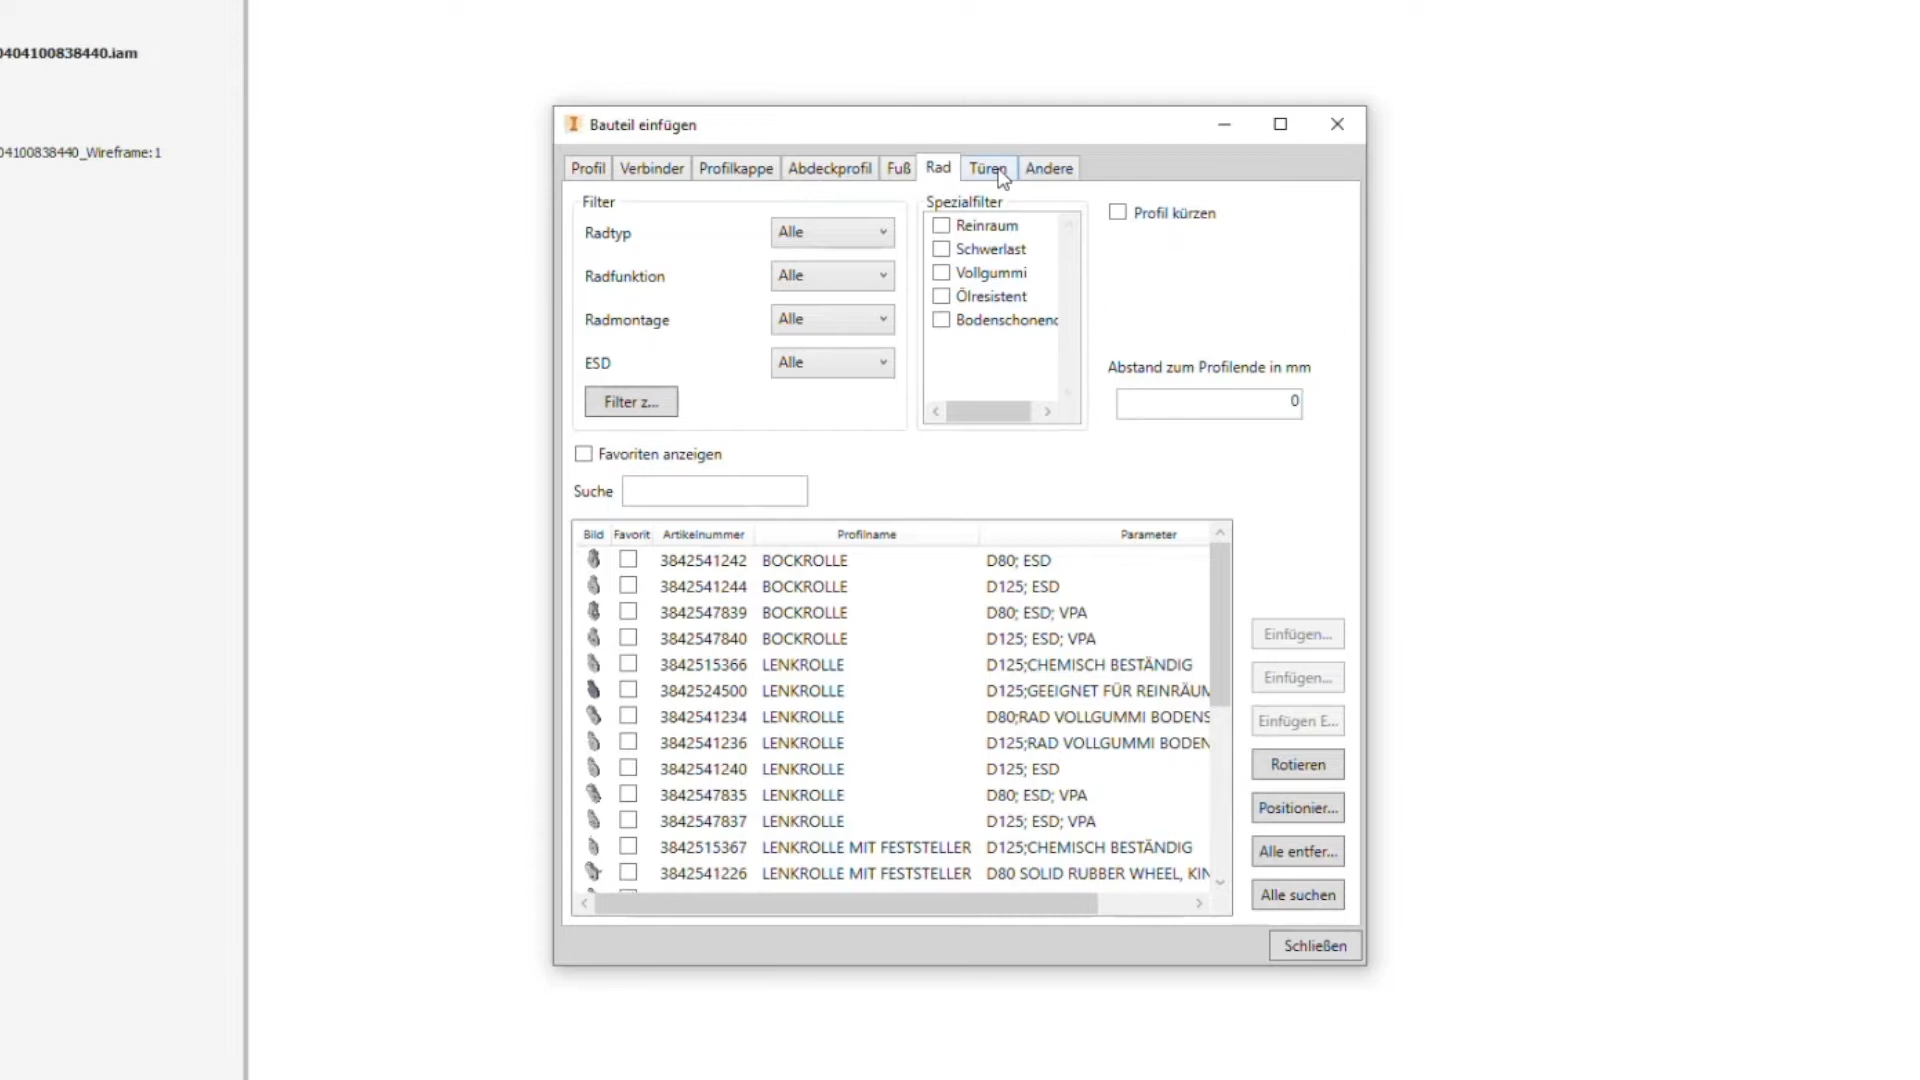 0404100838440.iam
04100838440_Wireframe:1
Bauteil einfügen
Profil Verbinder Profilkappe Abdeckprofil Fuß Rad Türen Andere
Filter
Radtyp Alle
Radfunktion Alle
Radmontage Alle
ESD Alle
Filter z...
Spezialfilter
Reinraum
Schwerlast
Vollgummi
Ölresistent
Bodenschonend
Profil kürzen
Abstand zum Profilende in mm
0
Favoriten anzeigen
Suche
Bild Favorit Artikelnummer Profilname Parameter
3842541242 BOCKROLLE D80; ESD
3842541244 BOCKROLLE D125; ESD
3842547839 BOCKROLLE D80; ESD; VPA
3842547840 BOCKROLLE D125; ESD; VPA
3842515366 LENKROLLE D125;CHEMISCH BESTÄNDIG
3842524500 LENKROLLE D125;GEEIGNET FÜR REINRÄUM
3842541234 LENKROLLE D80;RAD VOLLGUMMI BODENS
3842541236 LENKROLLE D125;RAD VOLLGUMMI BODEN
3842541240 LENKROLLE D125; ESD
3842547835 LENKROLLE D80; ESD; VPA
3842547837 LENKROLLE D125; ESD; VPA
3842515367 LENKROLLE MIT FESTSTELLER D125;CHEMISCH BESTÄNDIG
3842541226 LENKROLLE MIT FESTSTELLER D80 SOLID RUBBER WHEEL, KIN
Einfügen...
Einfügen...
Einfügen E...
Rotieren
Positionier...
Alle entfer...
Alle suchen
Schließen